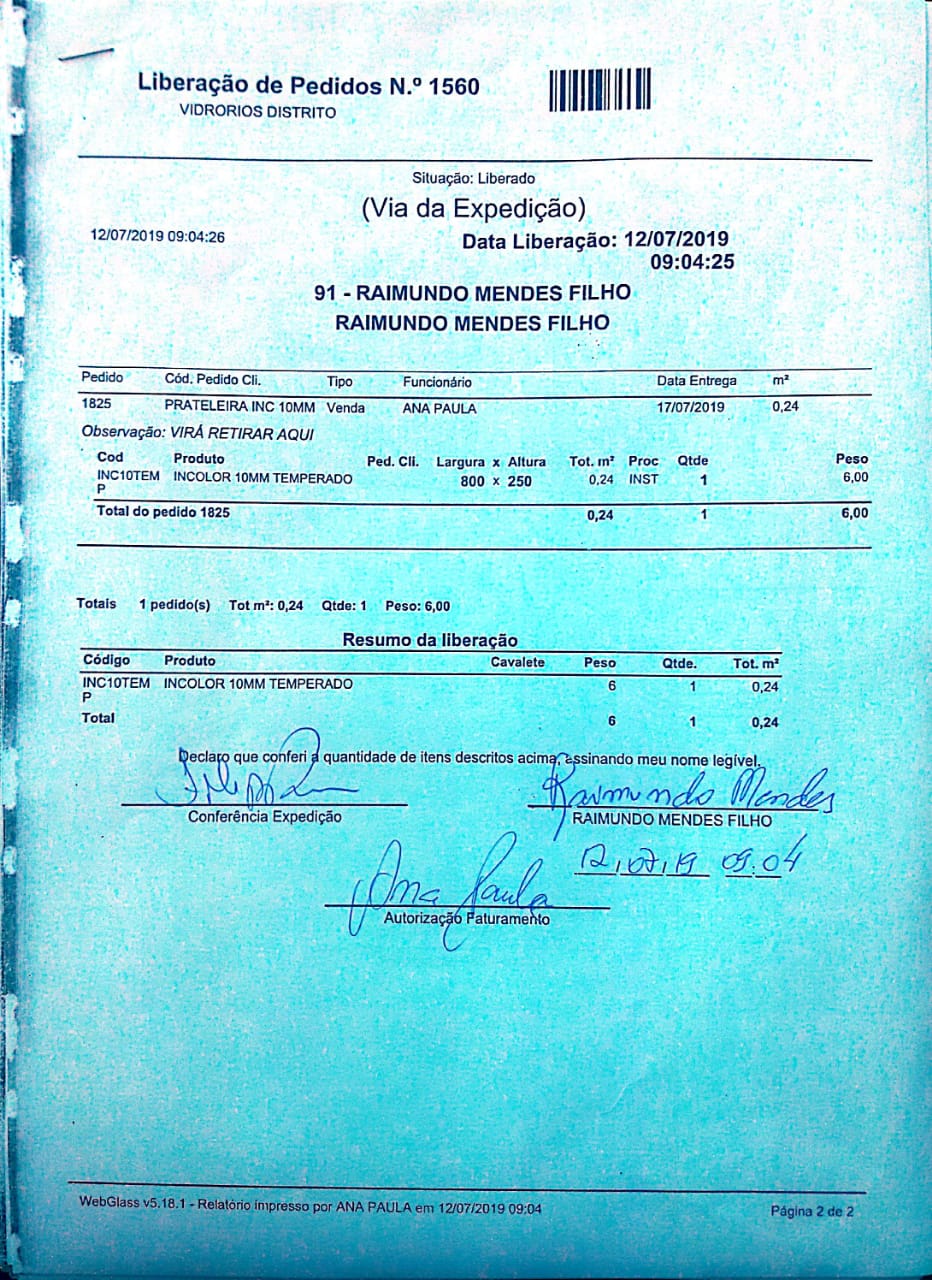 Liberação de Pedidos N.º 1560
VIDRORIOS DISTRITO
Situação: Liberado
(Via da Expedição)
12/07/2019 09:04:26
Data Liberação: 12/07/2019
09:04:25
91 - RAIMUNDO MENDES FILHO
RAIMUNDO MENDES FILHO
Pedido Cód. Pedido Cli. Tipo Funcionário Data Entrega m²
1825 PRATELEIRA INC 10MM Venda ANA PAULA 17/07/2019 0,24
Observação: VIRÁ RETIRAR AQUI
Cod Produto Ped. Cli. Largura x Altura Tot. m² Proc Qtde Peso
INC10TEM INCOLOR 10MM TEMPERADO 800 x 250 0,24 INST 1 6,00
P
Total do pedido 1825 0,24 1 6,00
Totais 1 pedido(s) Tot m²: 0,24 Qtde: 1 Peso: 6,00
Resumo da liberação
Código Produto Cavalete Peso Qtde. Tot. m²
INC10TEM INCOLOR 10MM TEMPERADO 6 1 0,24
P
Total 6 1 0,24
Declaro que conferi a quantidade de itens descritos acima, assinando meu nome legível.
Raimundo Mendes
Conferência Expedição RAIMUNDO MENDES FILHO
12,07,19 09:04
Ana Paula
Autorização Faturamento
WebGlass v5.18.1 - Relatório impresso por ANA PAULA em 12/07/2019 09:04 Página 2 de 2